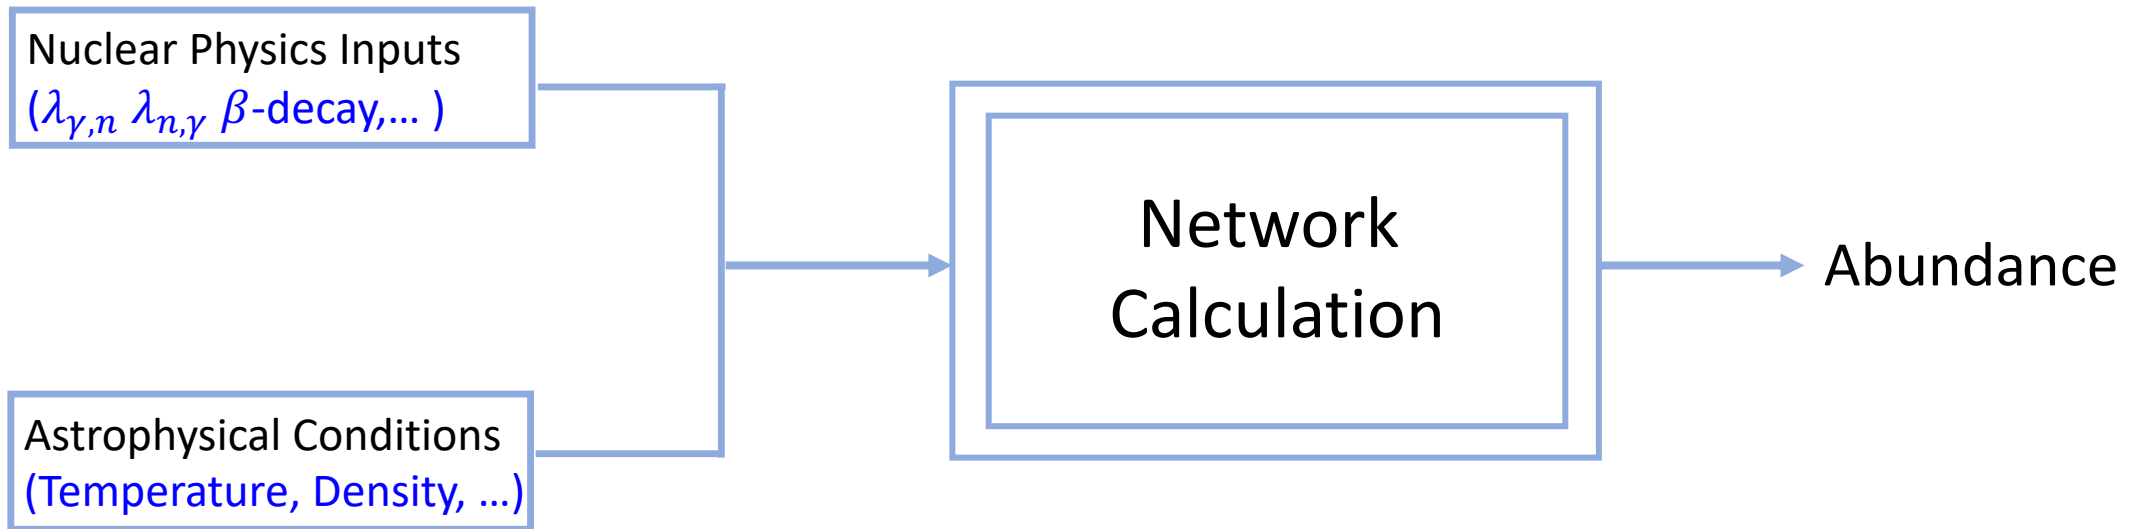 Nuclear Physics Inputs
(λγ,n λn,γ β-decay,… )
Astrophysical Conditions
(Temperature, Density, …)
Network
Calculation
Abundance